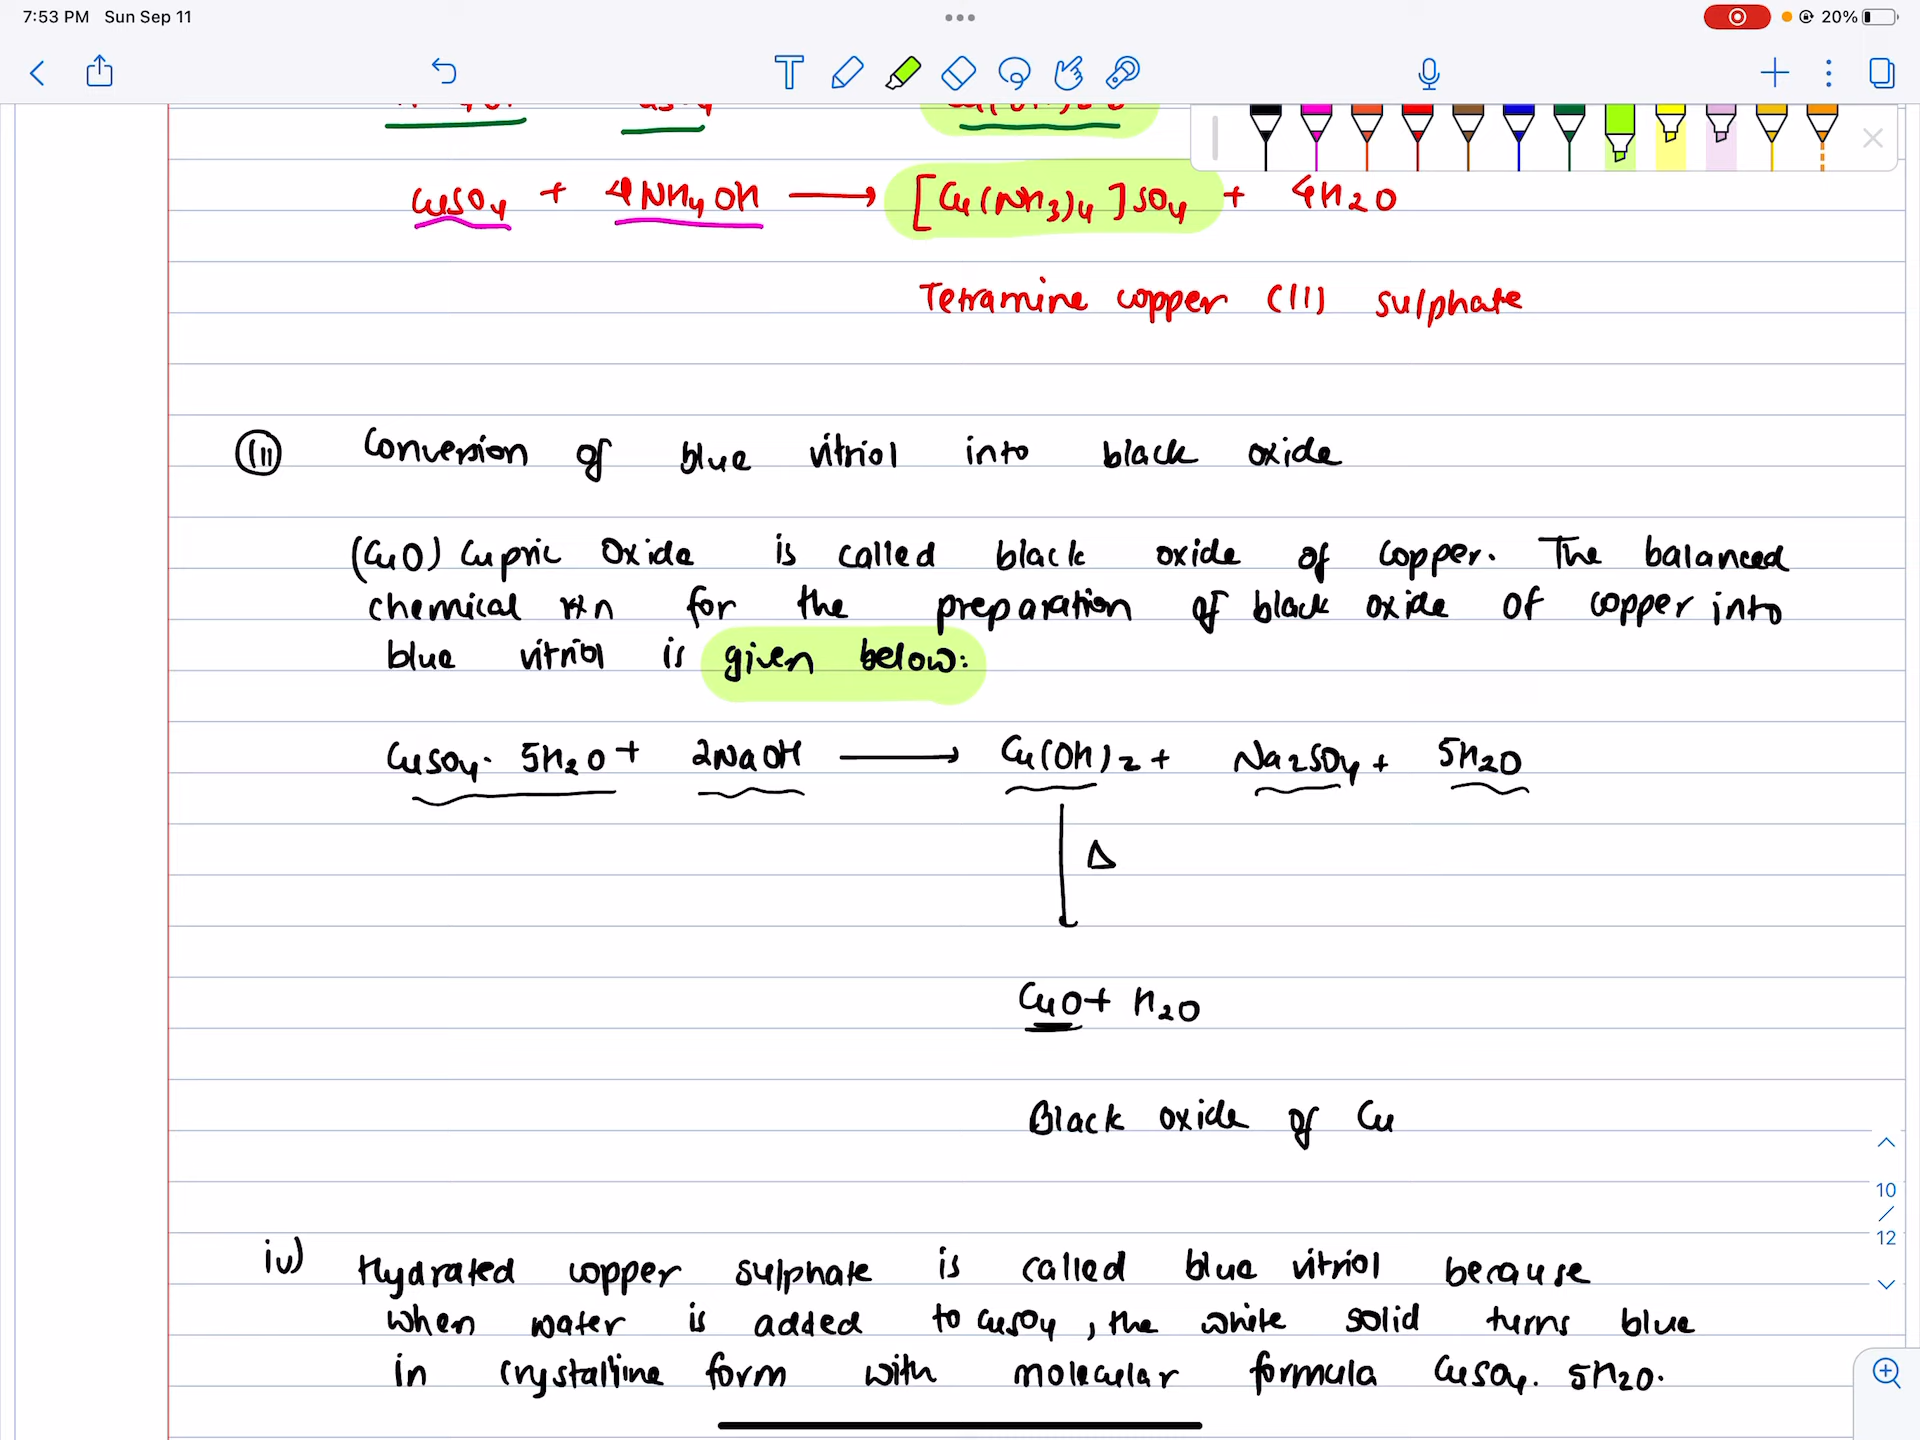 7:53 PM Sun Sep 11
20%
CuSO4 + 4NH4OH → [Cu(NH3)4]SO4 + 4H2O
Tetramine copper (II) sulphate
(iii) Conversion of blue vitriol into black oxide
(CuO) Cupric Oxide is called black oxide of copper. The balanced
chemical rxn for the preparation of black oxide of copper into
blue vitriol is given below:
CuSO4. 5H2O + 2NaOH → Cu(OH)2 + Na2SO4 + 5H2O
Δ
CuO + H2O
Black oxide of Cu
iv) Hydrated copper sulphate is called blue vitriol because
when water is added to CuSO4, the white solid turns blue
in crystalline form with molecular formula CuSO4. 5H2O.
10
/
12